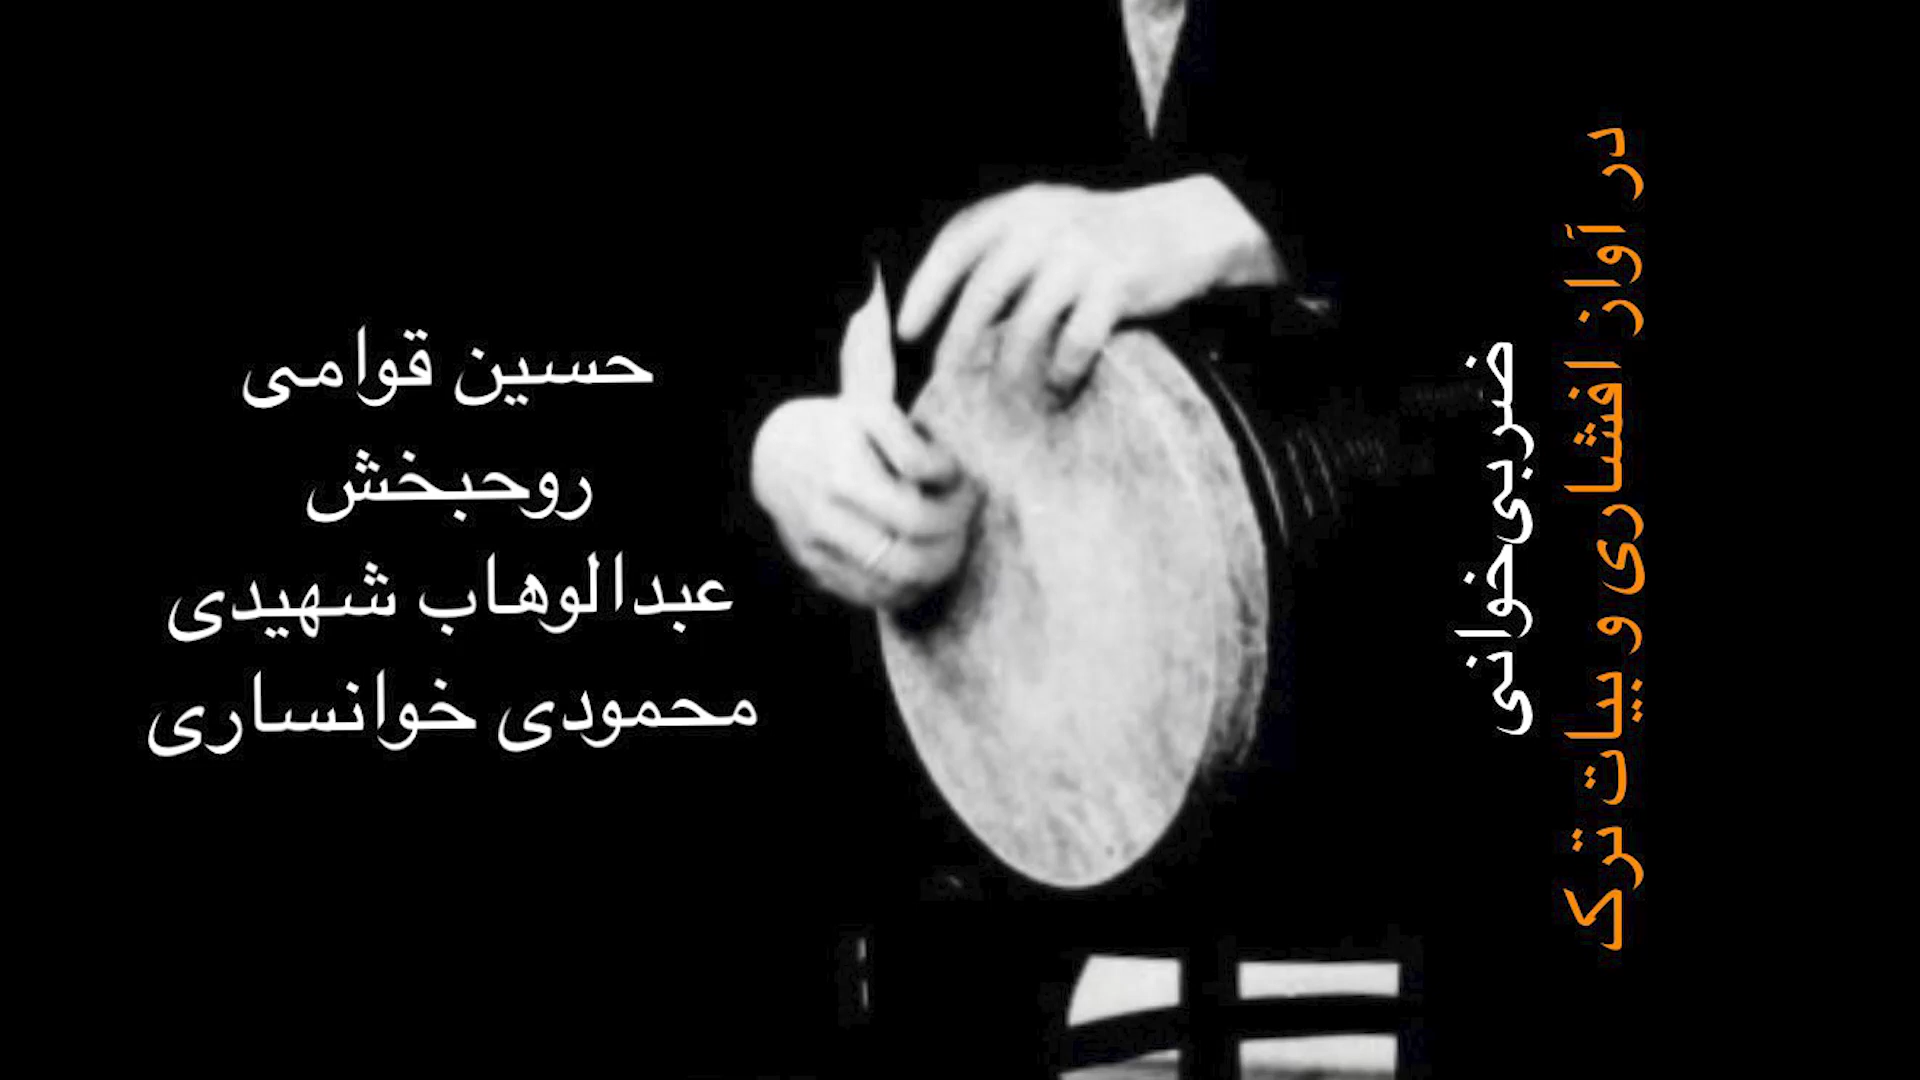 ضربی‌خوانی
در آواز افشاری و بیات ترک
حسین قوامی
روحبخش
عبدالوهاب شهیدی
محمودی خوانساری